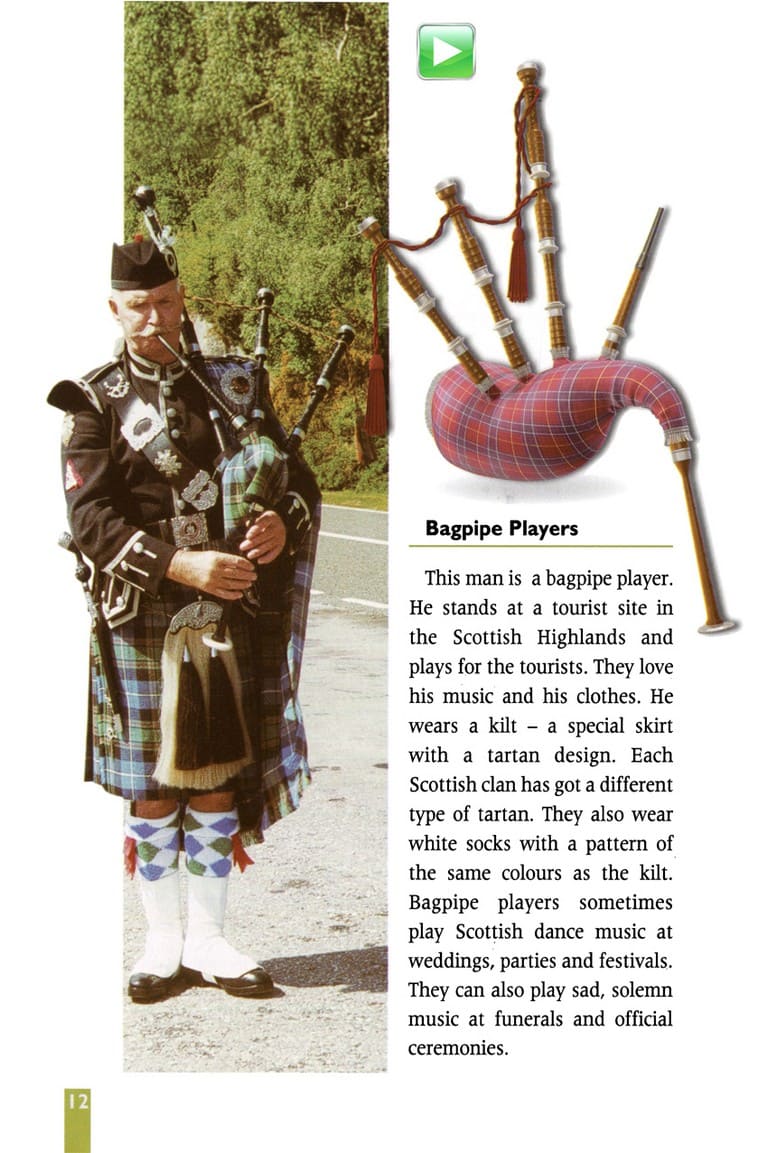 Bagpipe Players
This man is a bagpipe player.
He stands at a tourist site in
the Scottish Highlands and
plays for the tourists. They love
his music and his clothes. He
wears a kilt – a special skirt
with a tartan design. Each
Scottish clan has got a different
type of tartan. They also wear
white socks with a pattern of
the same colours as the kilt.
Bagpipe players sometimes
play Scottish dance music at
weddings, parties and festivals.
They can also play sad, solemn
music at funerals and official
ceremonies.
12